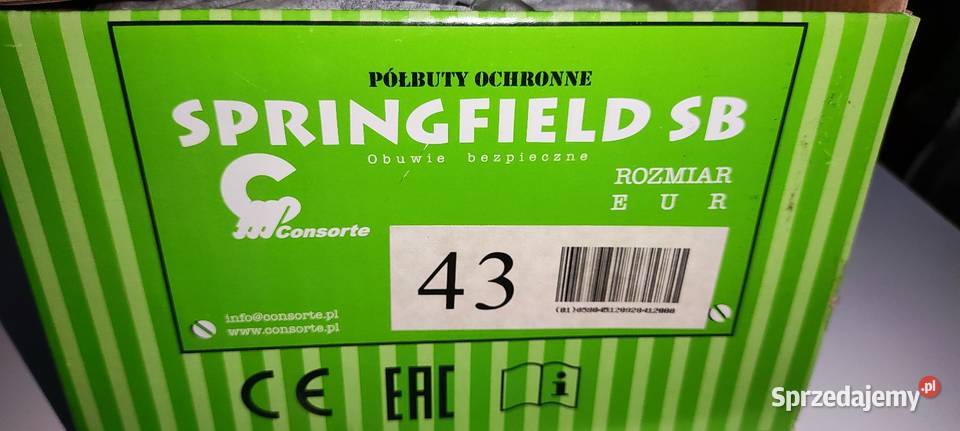 PÓŁBUTY OCHRONNE
SPRINGFIELD SB
Obuwie bezpieczne
ROZMIAR
EUR
Consorte
43
info@consorte.pl
www.consorte.pl
CE
EAC
i
Sprzedajemy.pl